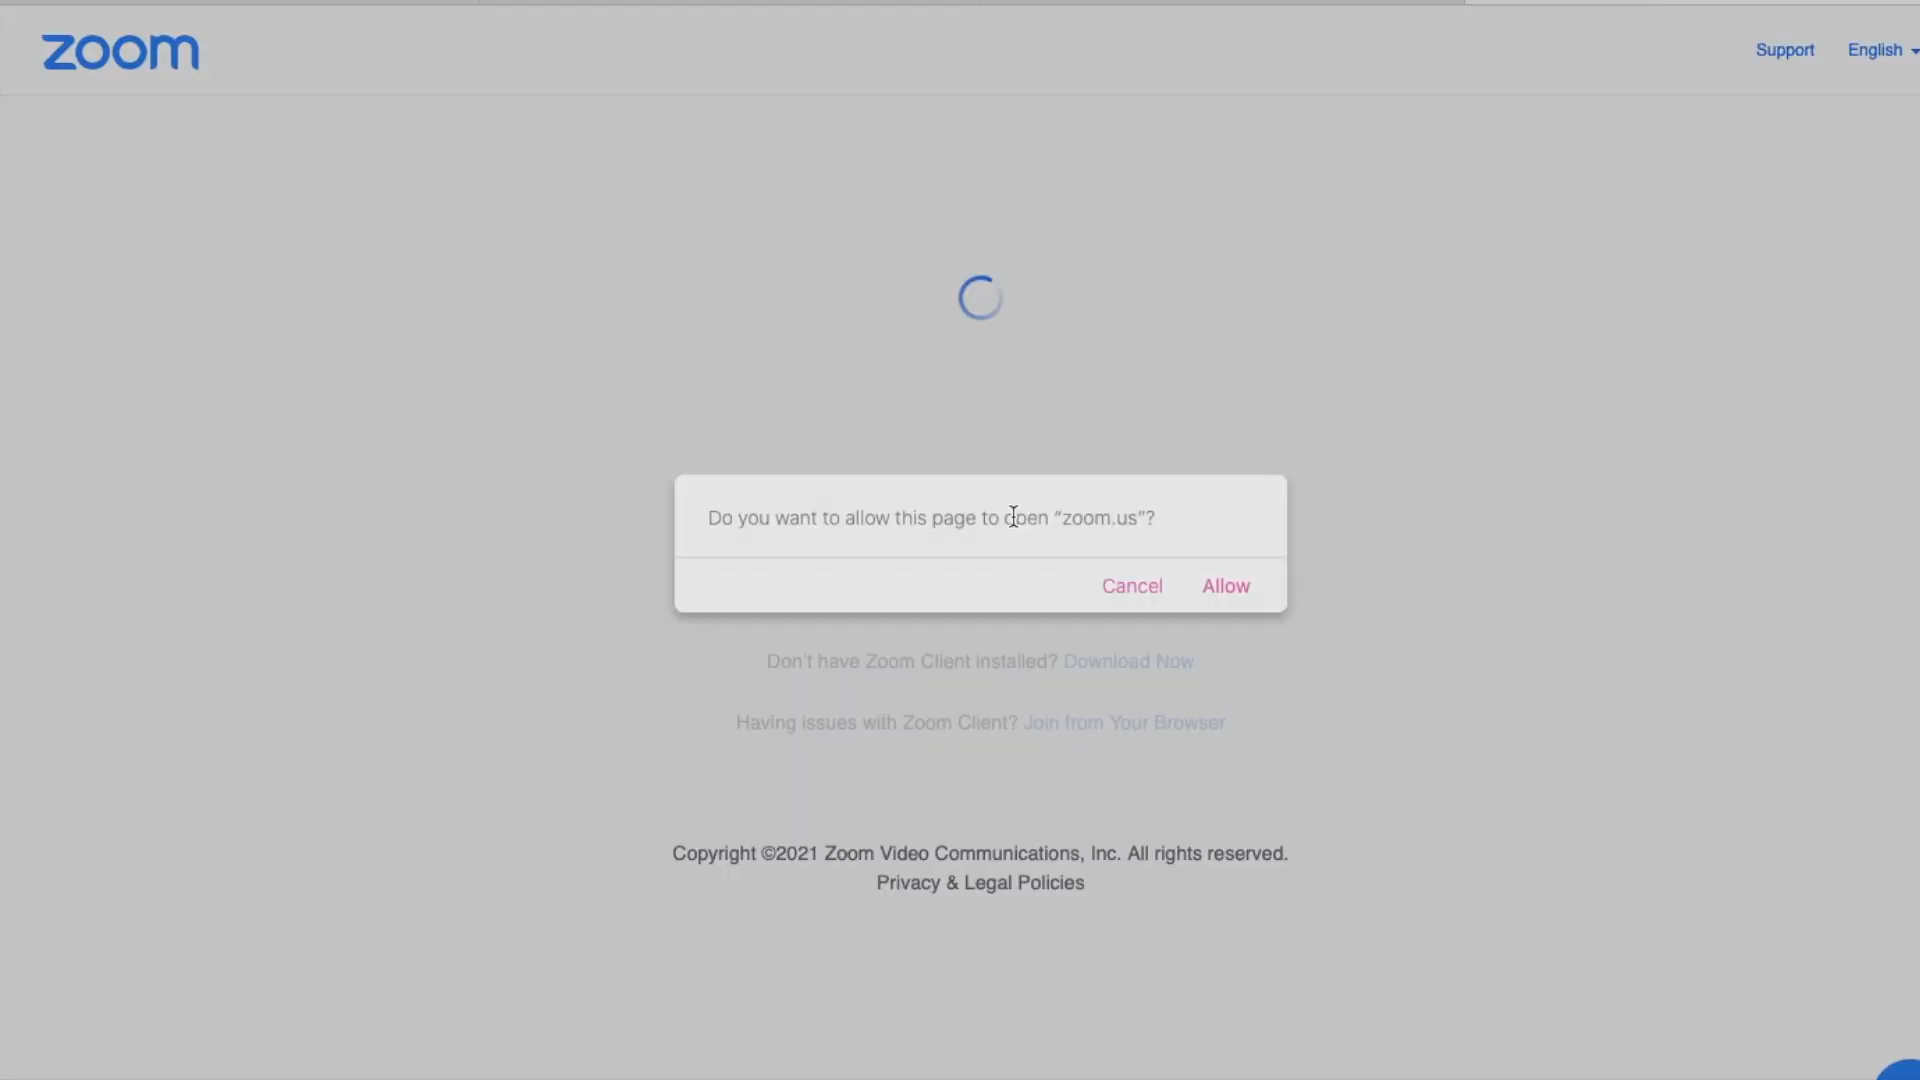 zoom
Support English
Do you want to allow this page to open “zoom.us”?
Cancel Allow
Don't have Zoom Client installed? Download Now
Having issues with Zoom Client? Join from Your Browser
Copyright ©2021 Zoom Video Communications, Inc. All rights reserved.
Privacy & Legal Policies